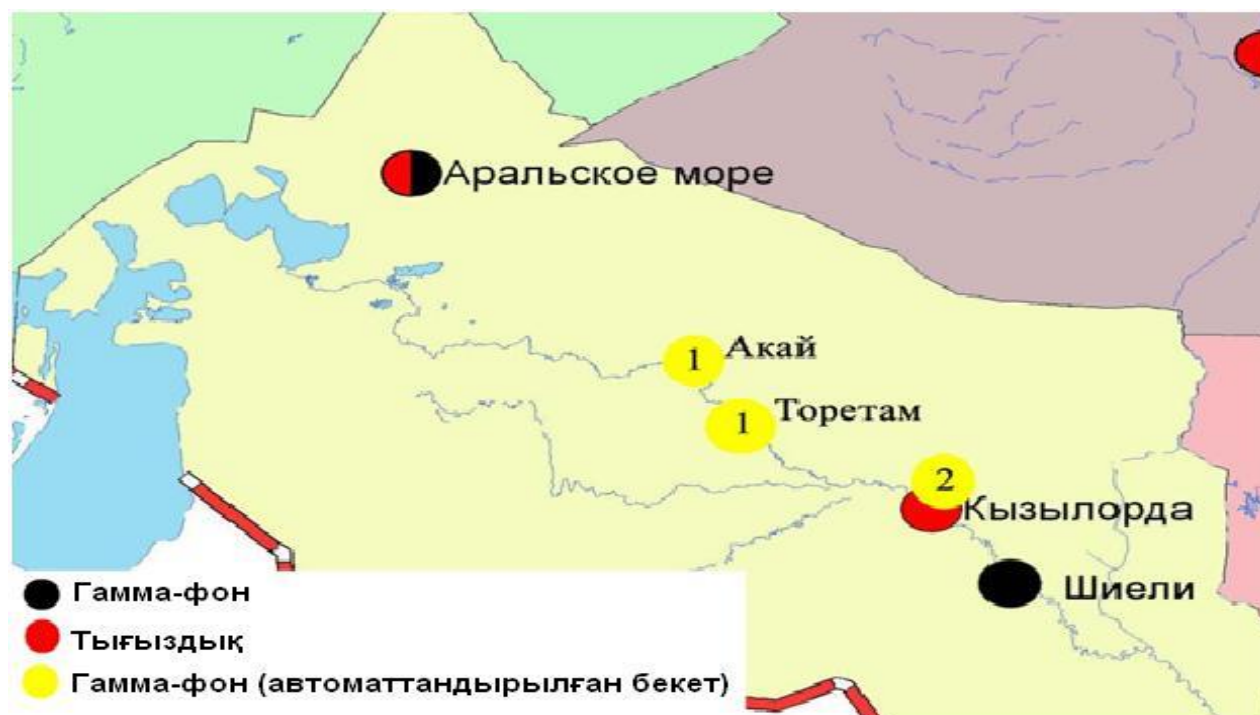 Аральское море
1 Акай
1 Торетам
2
Кызылорда
Шиели
Гамма-фон
Тығыздық
Гамма-фон (автоматтандырылған бекет)